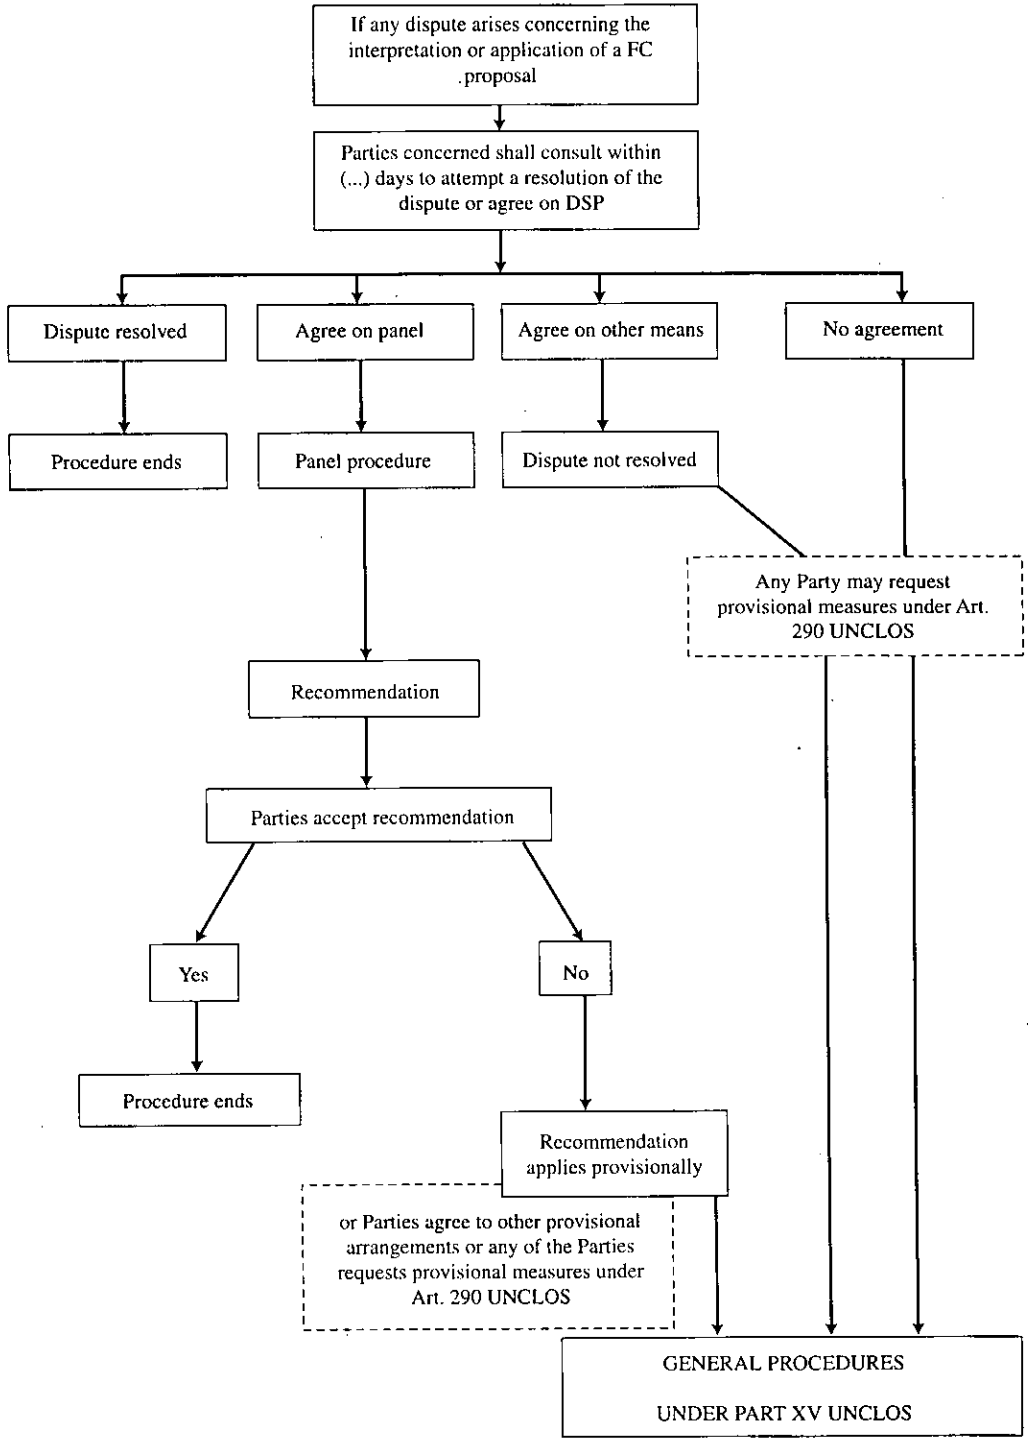 If any dispute arises concerning the
interpretation or application of a FC
.proposal
Parties concerned shall consult within
(...) days to attempt a resolution of the
dispute or agree on DSP
Dispute resolved
Agree on panel
Agree on other means
No agreement
Procedure ends
Panel procedure
Dispute not resolved
Any Party may request
provisional measures under Art.
290 UNCLOS
Recommendation
Parties accept recommendation
Yes
No
Procedure ends
Recommendation
applies provisionally
or Parties agree to other provisional
arrangements or any of the Parties
requests provisional measures under
Art. 290 UNCLOS
GENERAL PROCEDURES
UNDER PART XV UNCLOS